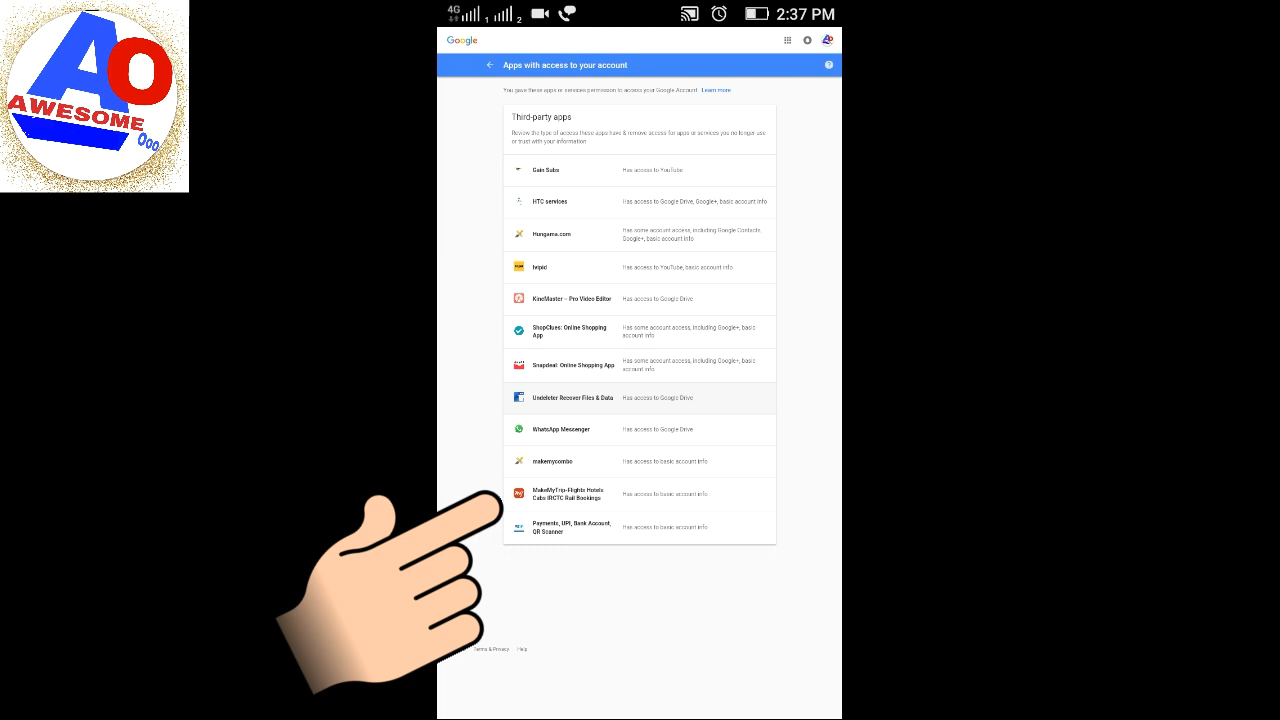 AO
AWESOME
Ooo
4G 1 2 2:37 PM
Google
Apps with access to your account
You gave these apps or services permission to access your Google Account. Learn more
Third-party apps
Review the type of access these apps have & remove access for apps or services you no longer use
or trust with your information
Gain Subs Has access to YouTube
HTC services Has access to Google Drive, Google+, basic account info
Hungama.com Has some account access, including Google Contacts,
Google+, basic account info
Ivipid Has access to YouTube, basic account info
KineMaster – Pro Video Editor Has access to Google Drive
ShopClues: Online Shopping
App
Has some account access, including Google+, basic
account info
Snapdeal: Online Shopping App Has some account access, including Google+, basic
account info
Undeleter Recover Files & Data Has access to Google Drive
WhatsApp Messenger Has access to Google Drive
makemycombo Has access to basic account info
MakeMyTrip-Flights Hotels
Cabs IRCTC Rail Bookings
Has access to basic account info
my
Payments, UPI, Bank Account,
QR Scanner
Has access to basic account info
Terms & Privacy Help